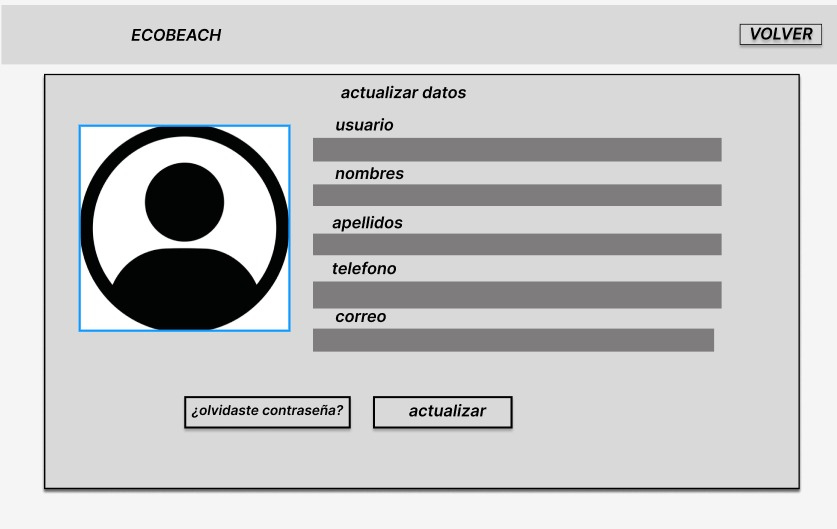 ECOBEACH
VOLVER
actualizar datos
usuario
nombres
apellidos
telefono
correo
¿olvidaste contraseña?
actualizar